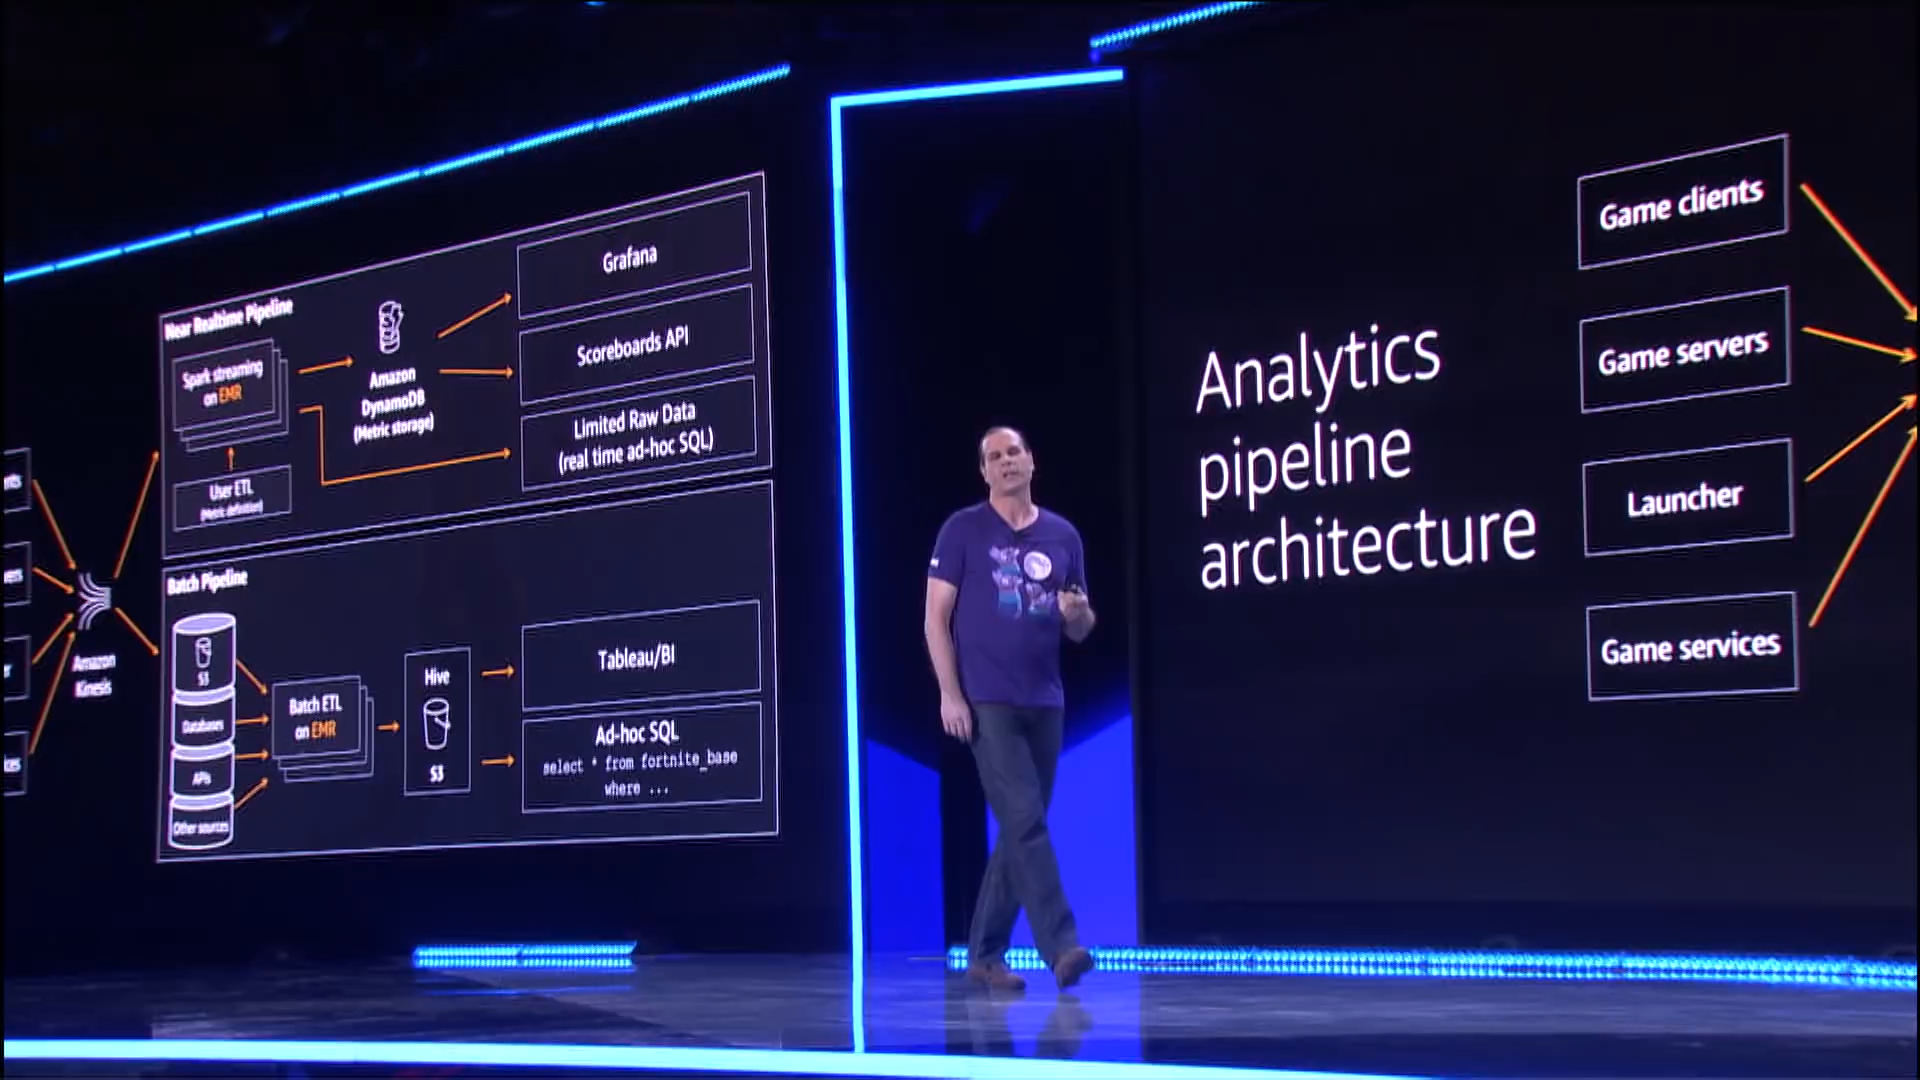 Near Realtime Pipeline
Spark streaming
on EMR
User ETL
(Metric definition)
Amazon
DynamoDB
(Metric storage)
Grafana
Scoreboards API
Limited Raw Data
(real time ad-hoc SQL)
Amazon
Kinesis
Batch Pipeline
S3
Databases
APIs
Other sources
Batch ETL
on EMR
Hive
S3
Tableau/BI
Ad-hoc SQL
select * from fortnite_base
where ...
Analytics
pipeline
architecture
Game clients
Game servers
Launcher
Game services